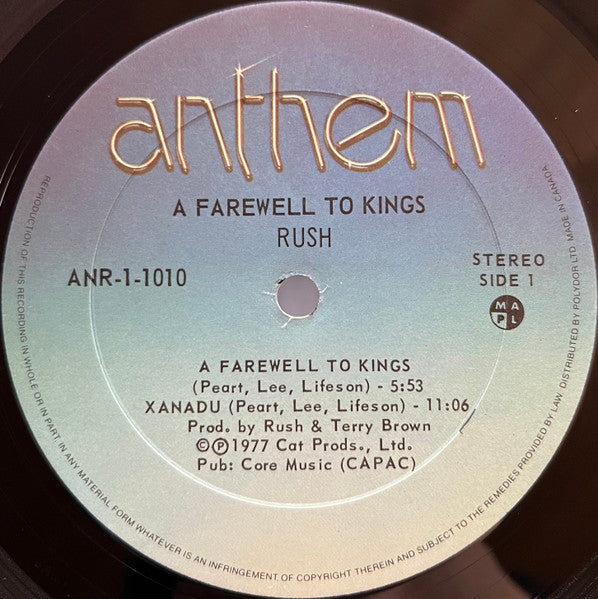 anthem
A FAREWELL TO KINGS
RUSH
ANR-1-1010
STEREO
SIDE 1
M A
P L
A FAREWELL TO KINGS
(Peart, Lee, Lifeson) - 5:53
XANADU (Peart, Lee, Lifeson) - 11:06
Prod. by Rush & Terry Brown
©℗1977 Cat Prods., Ltd.
Pub: Core Music (CAPAC)
REPRODUCTION OF THIS RECORDING IN WHOLE OR IN PART IN ANY MATERIAL FORM WHATEVER IS AN INFRINGEMENT OF COPYRIGHT THEREIN AND SUBJECT TO THE REMEDIES PROVIDED BY LAW. DISTRIBUTED BY POLYDOR LTD. MADE IN CANADA.